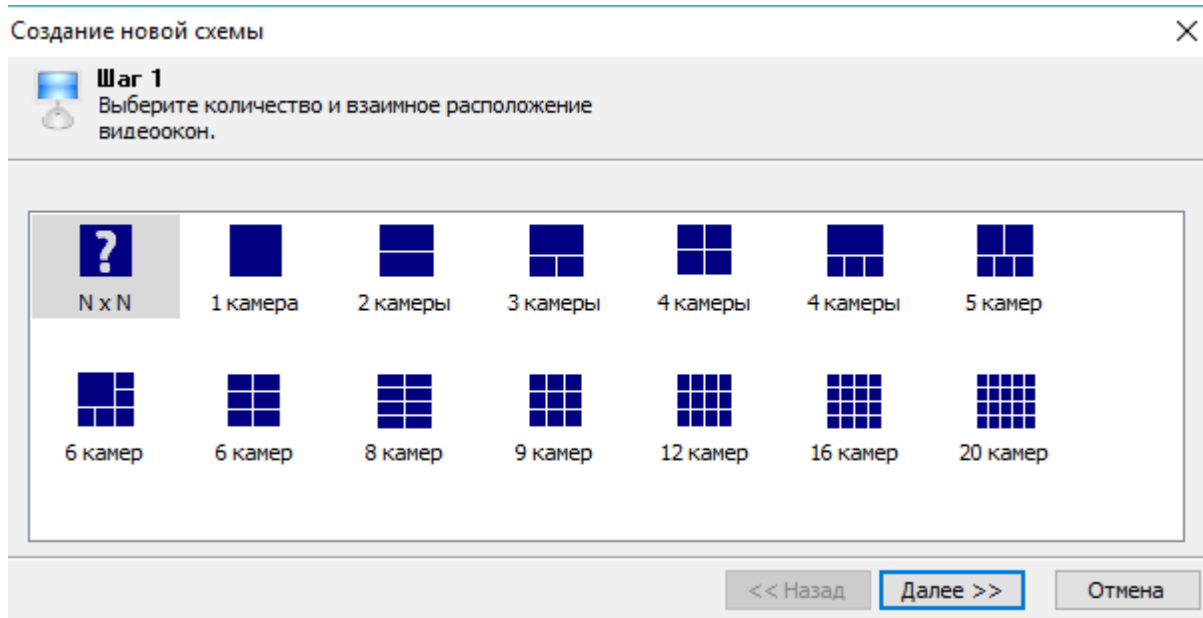 Создание новой схемы
Шаг 1
Выберите количество и взаимное расположение
видеоокон.
?
N x N
1 камера
2 камеры
3 камеры
4 камеры
4 камеры
5 камер
6 камер
6 камер
8 камер
9 камер
12 камер
16 камер
20 камер
<< Назад
Далее >>
Отмена